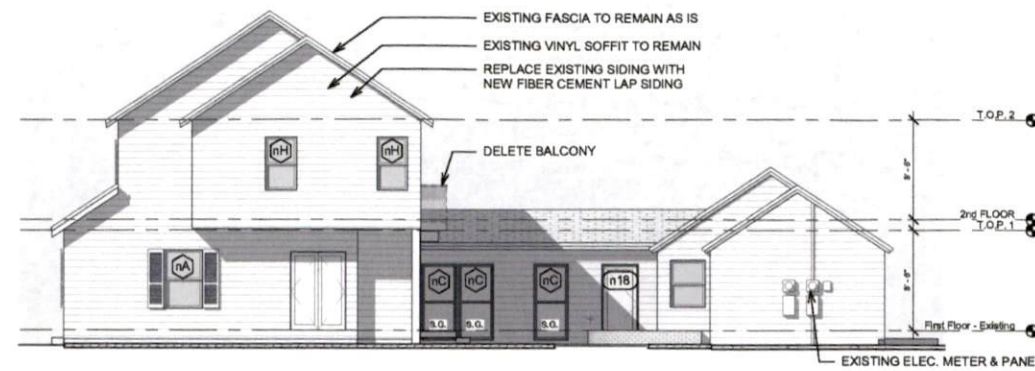 EXISTING FASCIA TO REMAIN AS IS
EXISTING VINYL SOFFIT TO REMAIN
REPLACE EXISTING SIDING WITH
NEW FIBER CEMENT LAP SIDING
T.O.P. 2
nH
nH
DELETE BALCONY
2nd FLOOR
T.O.P. 1
nA
nC
nC
nC
n18
S.G.
S.G.
S.G.
First Floor - Existing
EXISTING ELEC. METER & PANE